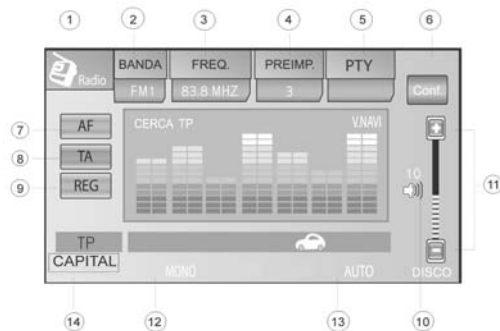 1 2 3 4 5 6
Radio BANDA FREQ. PREIMP. PTY
FM1 83.8 MHZ 3 Conf.
7 AF CERCA TP V.NAVI
8 TA
9 REG 10 11
TP
CAPITAL MONO AUTO DISCO
14 12 13 10